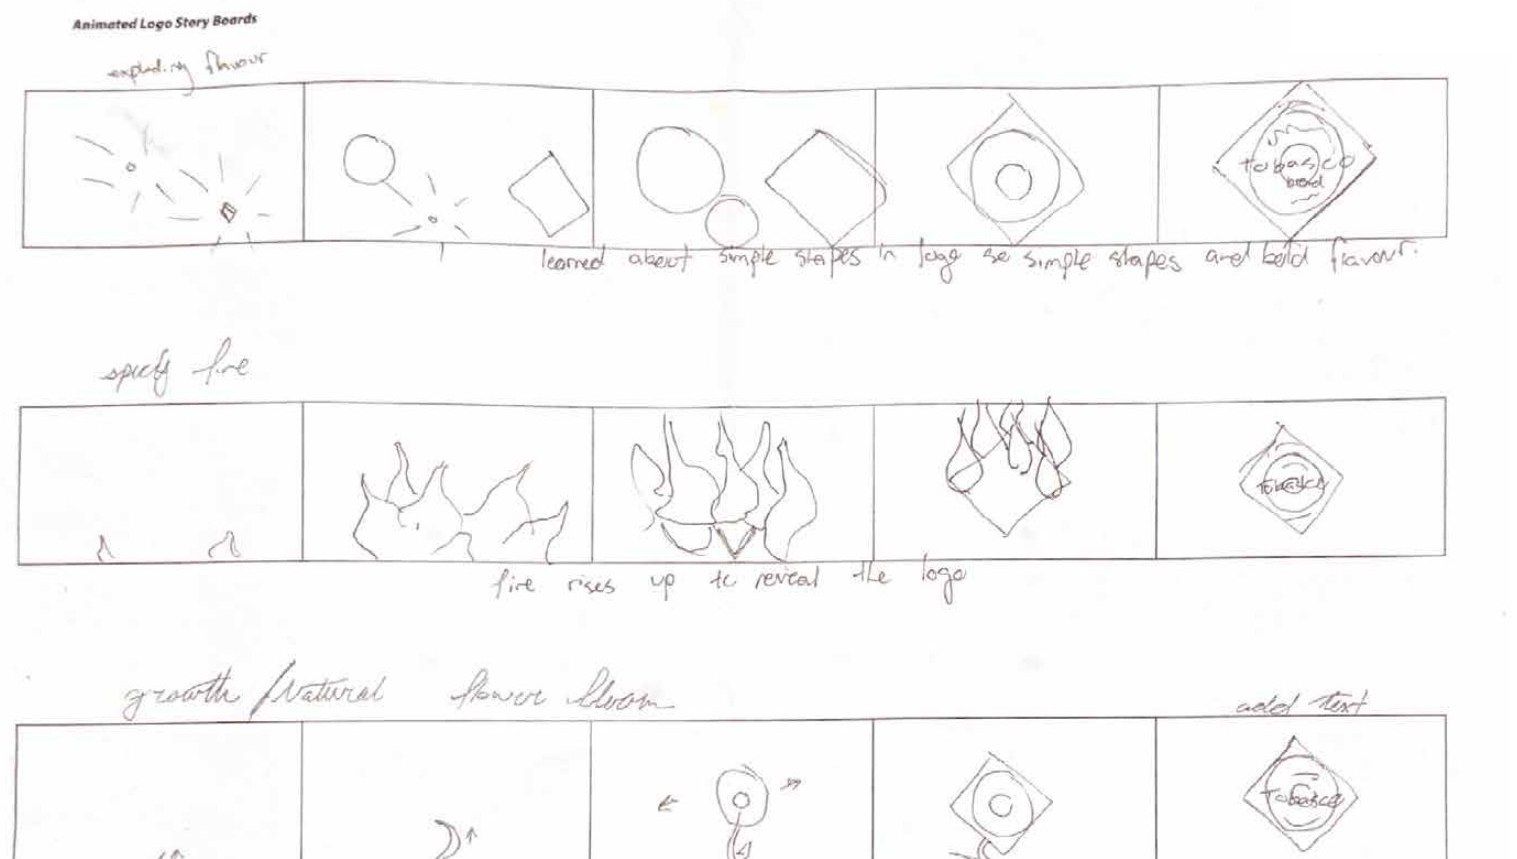 Animated Logo Story Boards
exploding flavour
Tobasco
brand
learned about simple shapes in logo so simple shapes and bold flavour.
spicy fire
Tobasco
fire rises up to reveal the logo
growth / Natural flower bloom
add text
Tobasco